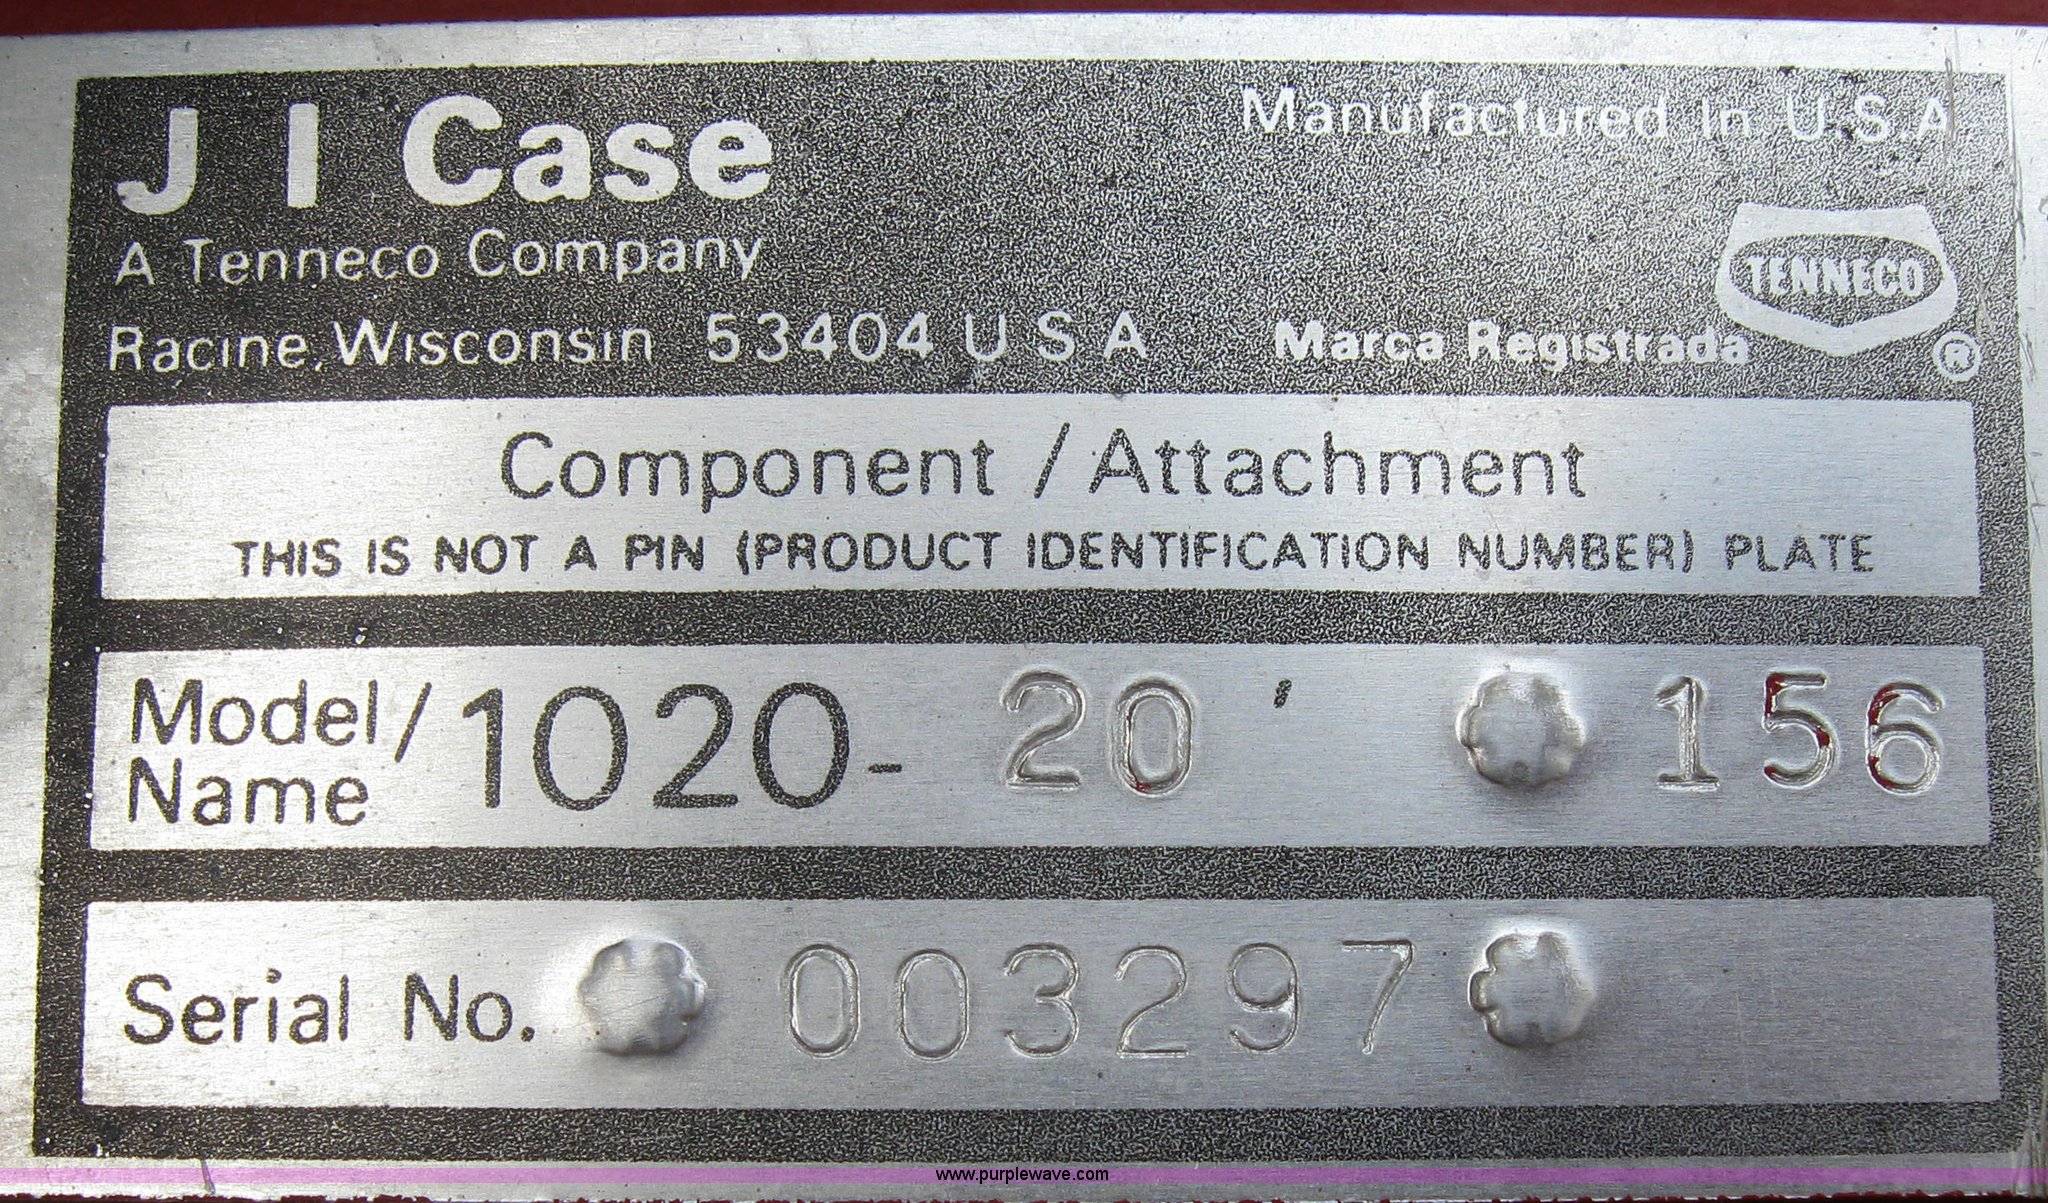 J I Case
Manufactured In U S A
A Tenneco Company
TENNECO
Racine, Wisconsin 53404 U S A
Marca Registrada ®
Component / Attachment
THIS IS NOT A PIN (PRODUCT IDENTIFICATION NUMBER) PLATE
Model/ Name 1020- 20 ' 156
Serial No. 003297
www.purplewave.com